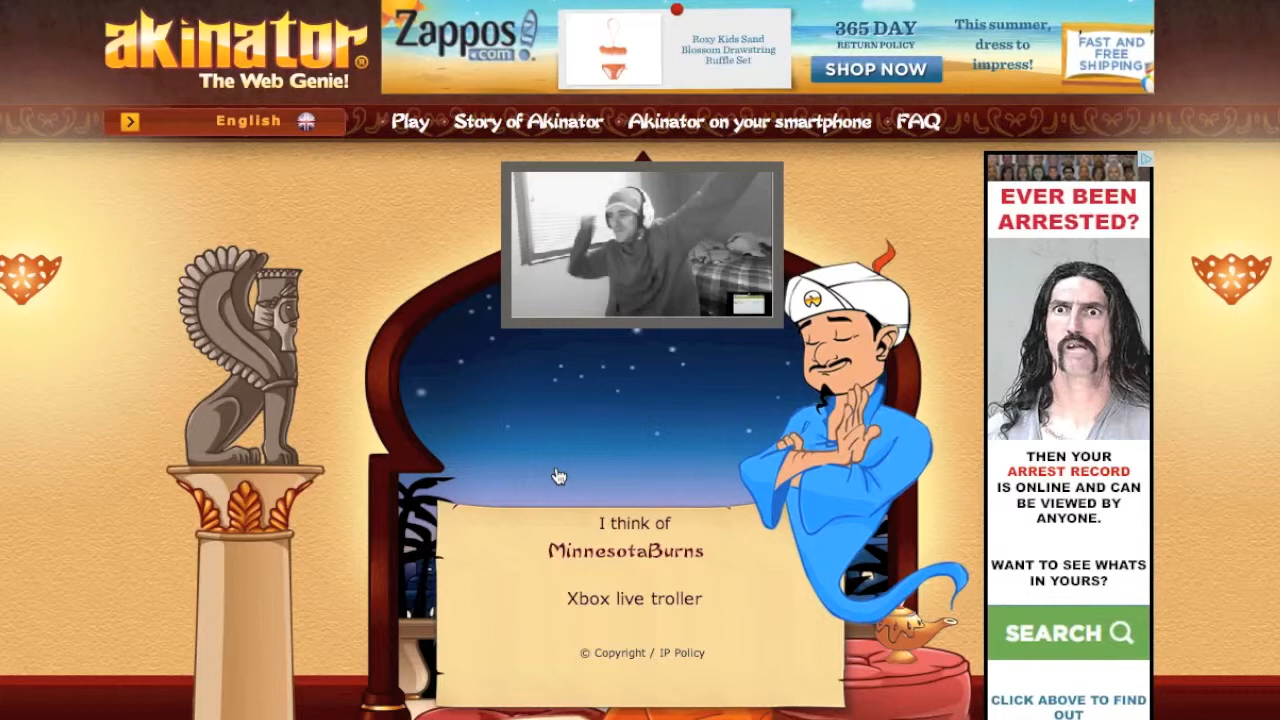 akinator®
The Web Genie!
Zappos
.com
Roxy Kids Sand
Blossom Drawstring
Ruffle Set
365 DAY
RETURN POLICY
SHOP NOW
This summer,
dress to
impress!
FAST AND
FREE
SHIPPING
English
Play
Story of Akinator
Akinator on your smartphone
FAQ
I think of
MinnesotaBurns
Xbox live troller
© Copyright / IP Policy
EVER BEEN
ARRESTED?
THEN YOUR
ARREST RECORD
IS ONLINE AND CAN
BE VIEWED BY
ANYONE.
WANT TO SEE WHATS
IN YOURS?
SEARCH
CLICK ABOVE TO FIND
OUT